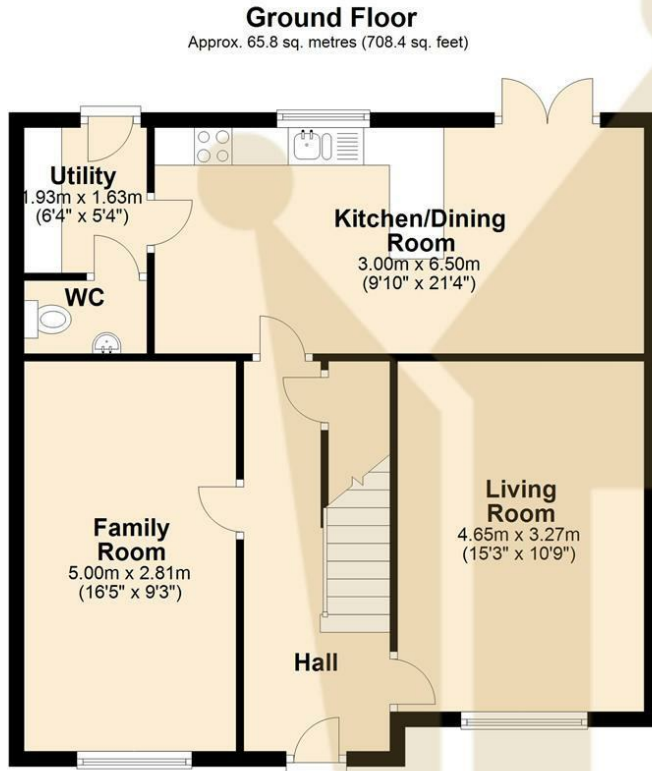 Ground Floor
Approx. 65.8 sq. metres (708.4 sq. feet)
Utility
1.93m x 1.63m
(6'4" x 5'4")
Kitchen/Dining
Room
3.00m x 6.50m
(9'10" x 21'4")
WC
Family
Room
5.00m x 2.81m
(16'5" x 9'3")
Living
Room
4.65m x 3.27m
(15'3" x 10'9")
Hall